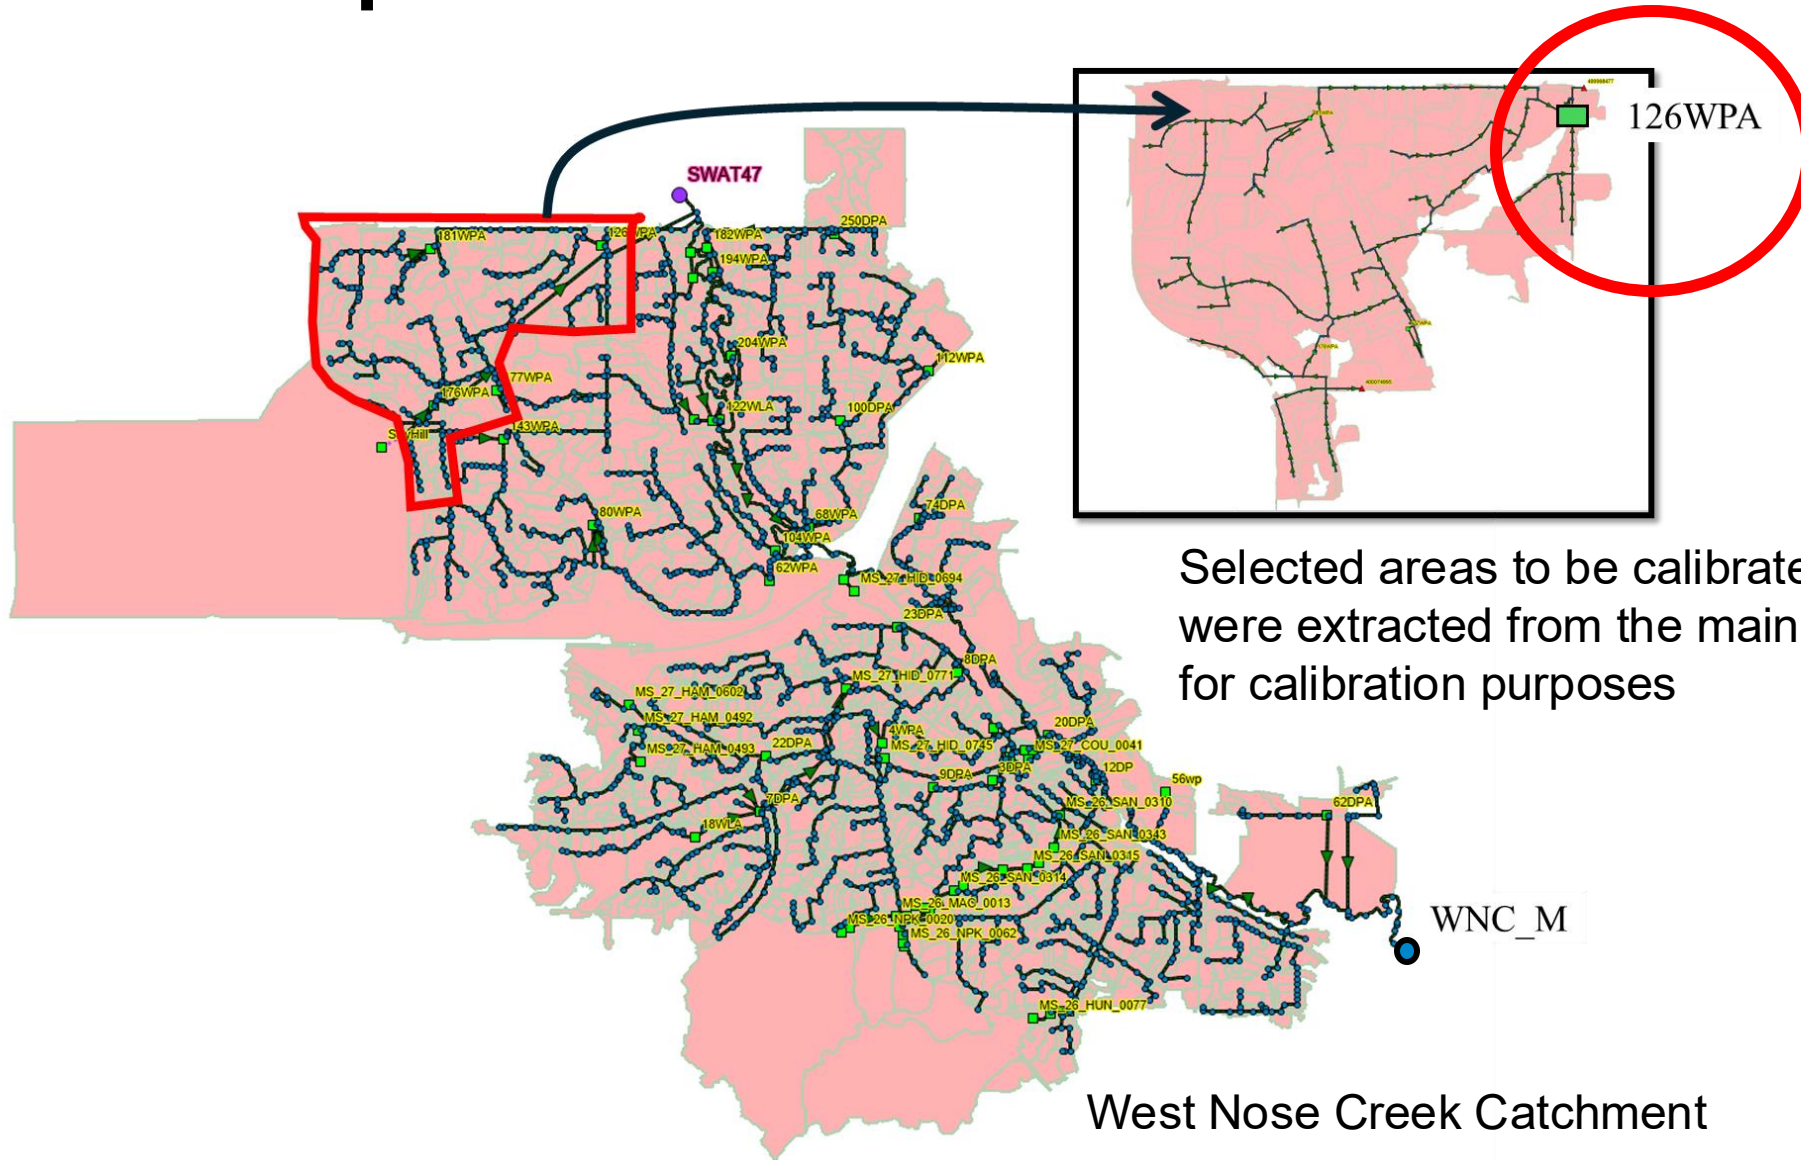 126WPA
SWAT47
250DPA
181WPA
126WPA
182WPA
194WPA
204WPA
112WPA
77WPA
176WPA
122WLA
100DPA
143WPA
74DPA
80WPA
68WPA
104WPA
62WPA
MS_27_HID_0694
Selected areas to be calibrate
were extracted from the main
for calibration purposes
23DPA
8DPA
MS_27_HID_0771
MS_27_HAM_0602
MS_27_HAM_0492
20DPA
4WPA
22DPA
MS_27_HID_0745
MS_27_COU_0041
MS_27_HAM_0493
9DPA
3DPA
12DP
56wp
7DPA
MS_26_SAN_0310
62DPA
18WLA
MS_26_SAN_0343
MS_26_SAN_0315
MS_26_SAN_0314
MS_26_MAC_0013
MS_26_NPK_0020
MS_26_NPK_0062
WNC_M
MS_26_HUN_0077
West Nose Creek Catchment